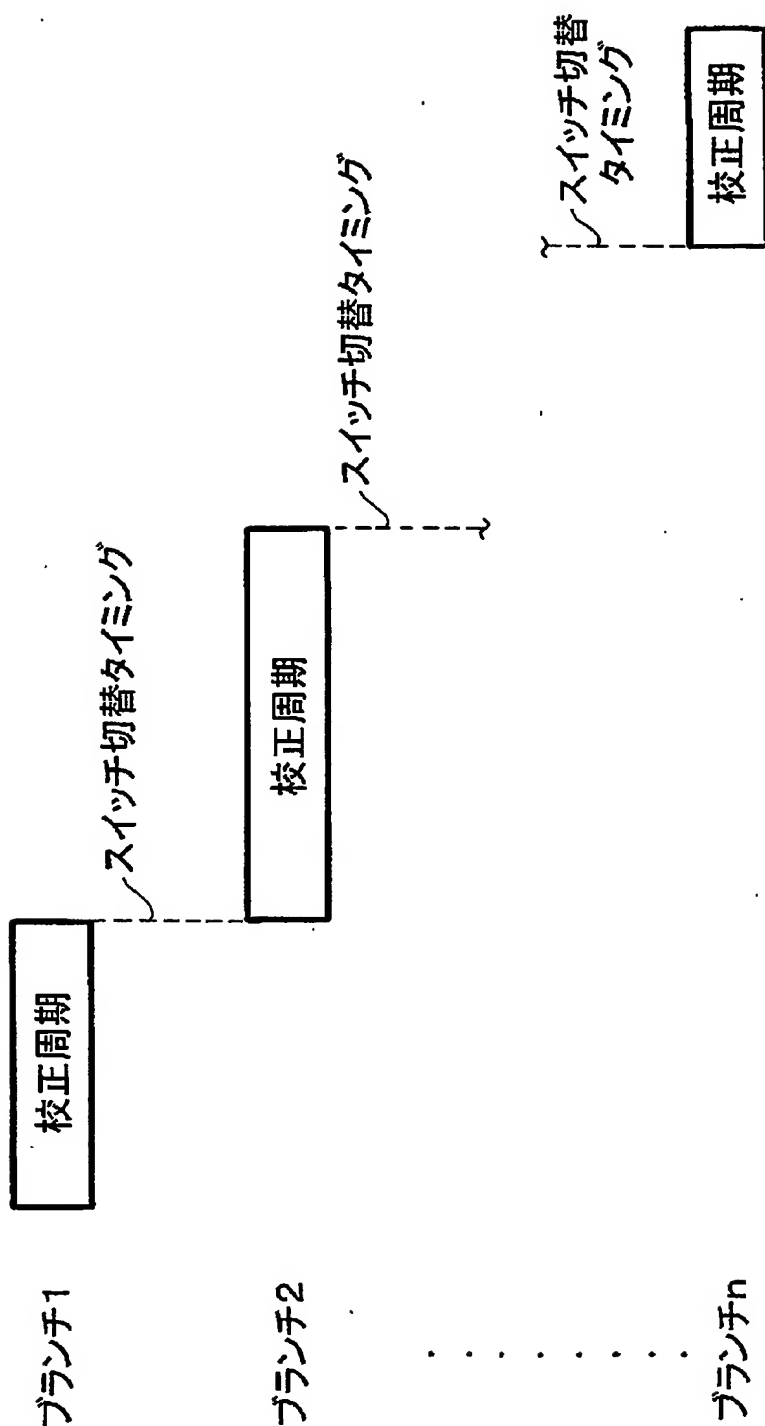 ブランチ1
校正周期
スイッチ切替タイミング
ブランチ2
校正周期
スイッチ切替タイミング
スイッチ切替
タイミング
ブランチn
校正周期